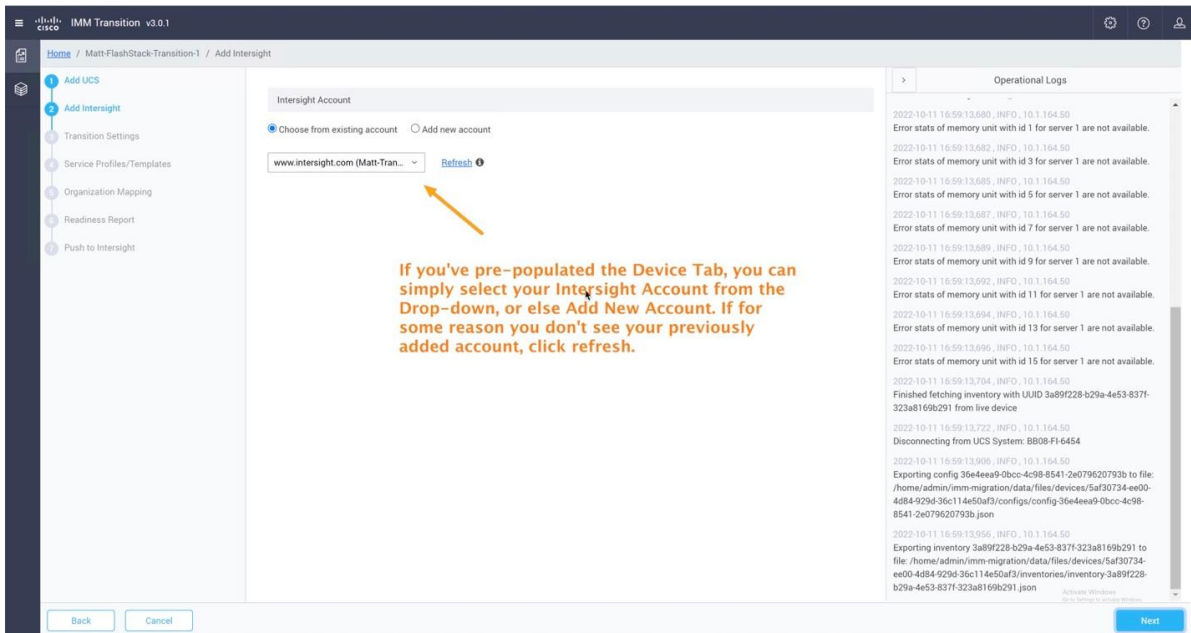 cisco IMM Transition v3.0.1
Home / Matt-FlashStack-Transition-1 / Add Intersight
1 Add UCS
2 Add Intersight
3 Transition Settings
4 Service Profiles/Templates
5 Organization Mapping
6 Readiness Report
7 Push to Intersight
Intersight Account
Choose from existing account Add new account
www.intersight.com (Matt-Tran... Refresh
If you've pre-populated the Device Tab, you can
simply select your Intersight Account from the
Drop-down, or else Add New Account. If for
some reason you don't see your previously
added account, click refresh.
Operational Logs
2022-10-11 16:59:13,680 , INFO , 10.1.164.50
Error stats of memory unit with id 1 for server 1 are not available.
2022-10-11 16:59:13,682 , INFO , 10.1.164.50
Error stats of memory unit with id 3 for server 1 are not available.
2022-10-11 16:59:13,685 , INFO , 10.1.164.50
Error stats of memory unit with id 5 for server 1 are not available.
2022-10-11 16:59:13,687 , INFO , 10.1.164.50
Error stats of memory unit with id 7 for server 1 are not available.
2022-10-11 16:59:13,689 , INFO , 10.1.164.50
Error stats of memory unit with id 9 for server 1 are not available.
2022-10-11 16:59:13,692 , INFO , 10.1.164.50
Error stats of memory unit with id 11 for server 1 are not available.
2022-10-11 16:59:13,694 , INFO , 10.1.164.50
Error stats of memory unit with id 13 for server 1 are not available.
2022-10-11 16:59:13,696 , INFO , 10.1.164.50
Error stats of memory unit with id 15 for server 1 are not available.
2022-10-11 16:59:13,704 , INFO , 10.1.164.50
Finished fetching inventory with UUID 3a89f228-b29a-4e53-837f-
323a8169b291 from live device
2022-10-11 16:59:13,722 , INFO , 10.1.164.50
Disconnecting from UCS System: BB08-FI-6454
2022-10-11 16:59:13,906 , INFO , 10.1.164.50
Exporting config 36e4eea9-0bcc-4c98-8541-2e079620793b to file:
/home/admin/imm-migration/data/files/devices/5af30734-ee00-
4d84-929d-36c114e50af3/configs/config-36e4eea9-0bcc-4c98-
8541-2e079620793b.json
2022-10-11 16:59:13,956 , INFO , 10.1.164.50
Exporting inventory 3a89f228-b29a-4e53-837f-323a8169b291 to
file: /home/admin/imm-migration/data/files/devices/5af30734-
ee00-4d84-929d-36c114e50af3/inventories/inventory-3a89f228-
b29a-4e53-837f-323a8169b291.json
Activate Windows
Go to Settings to activate Windows.
Back Cancel Next